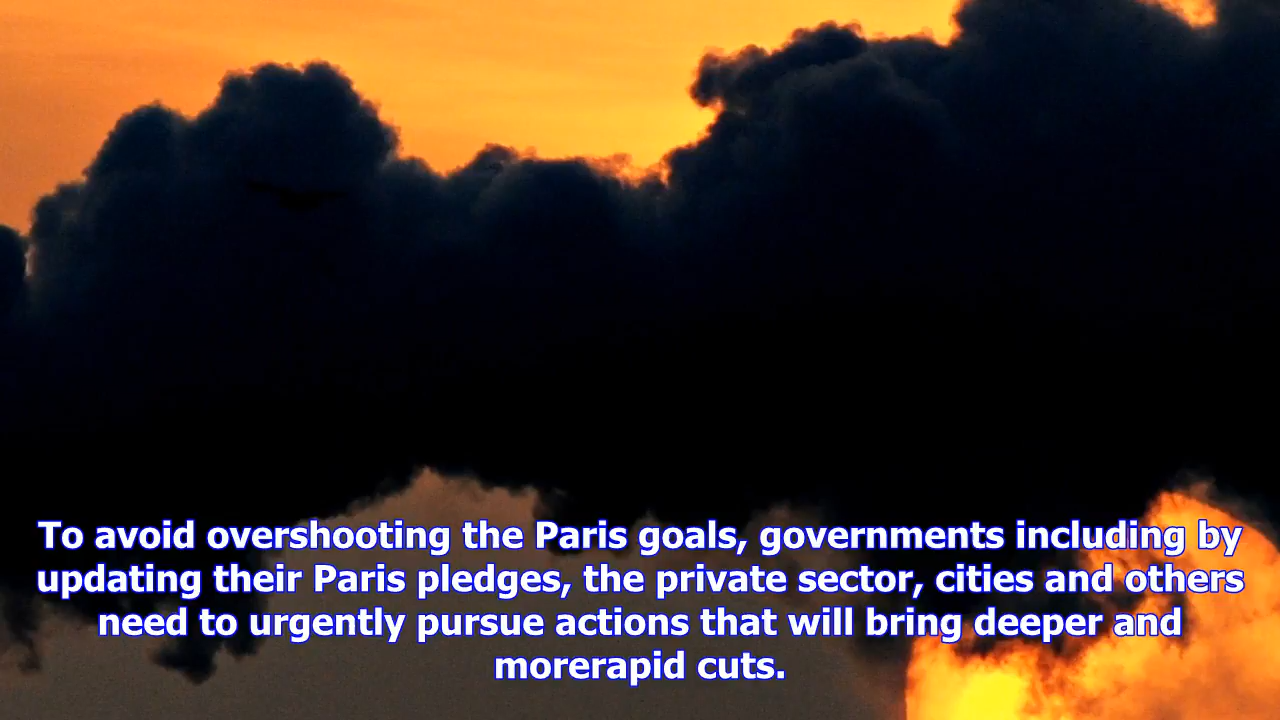 To avoid overshooting the Paris goals, governments including by
updating their Paris pledges, the private sector, cities and others
need to urgently pursue actions that will bring deeper and
morerapid cuts.